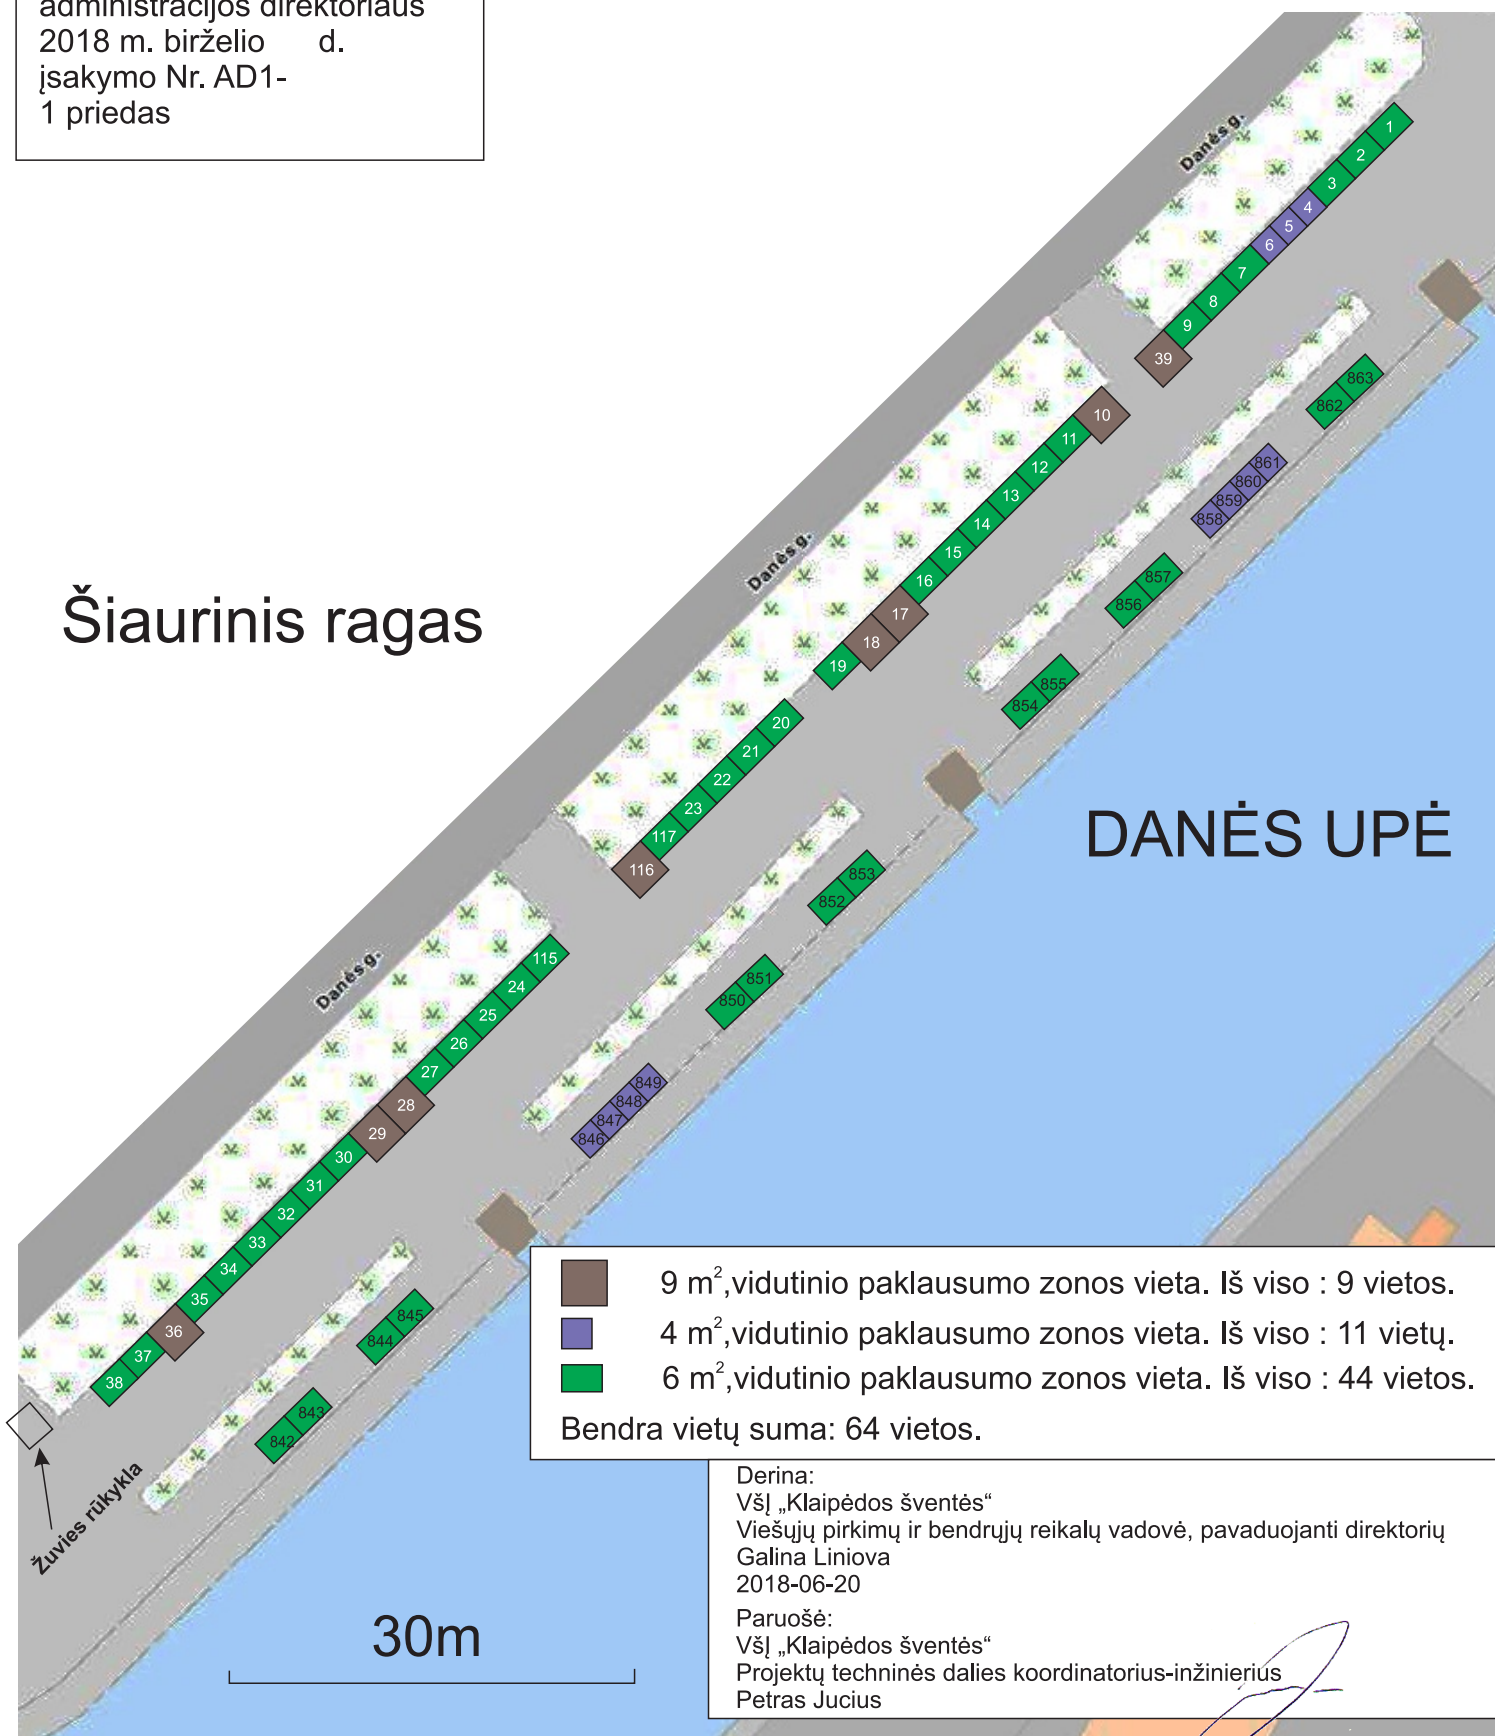 administracijos direktoriaus
2018 m. birželio d.
įsakymo Nr. AD1-
1 priedas
Danės g.
1
2
3
4
5
6
7
8
9
39
863
862
10
11
12
13
14
15
16
17
18
19
861
860
859
858
857
856
855
854
Danės g.
Šiaurinis ragas
20
21
22
23
117
116
DANĖS UPĖ
853
852
851
850
849
848
847
846
Danės g.
115
24
25
26
27
28
29
30
31
32
33
34
35
36
37
38
845
844
843
842
Žuvies rūkykla
9 m²,vidutinio paklausumo zonos vieta. Iš viso : 9 vietos.
4 m²,vidutinio paklausumo zonos vieta. Iš viso : 11 vietų.
6 m²,vidutinio paklausumo zonos vieta. Iš viso : 44 vietos.
Bendra vietų suma: 64 vietos.
Derina:
VšĮ „Klaipėdos šventės“
Viešųjų pirkimų ir bendrųjų reikalų vadovė, pavaduojanti direktorių
Galina Liniova
2018-06-20
Paruošė:
VšĮ „Klaipėdos šventės“
Projektų techninės dalies koordinatorius-inžinierius
Petras Jucius
30m